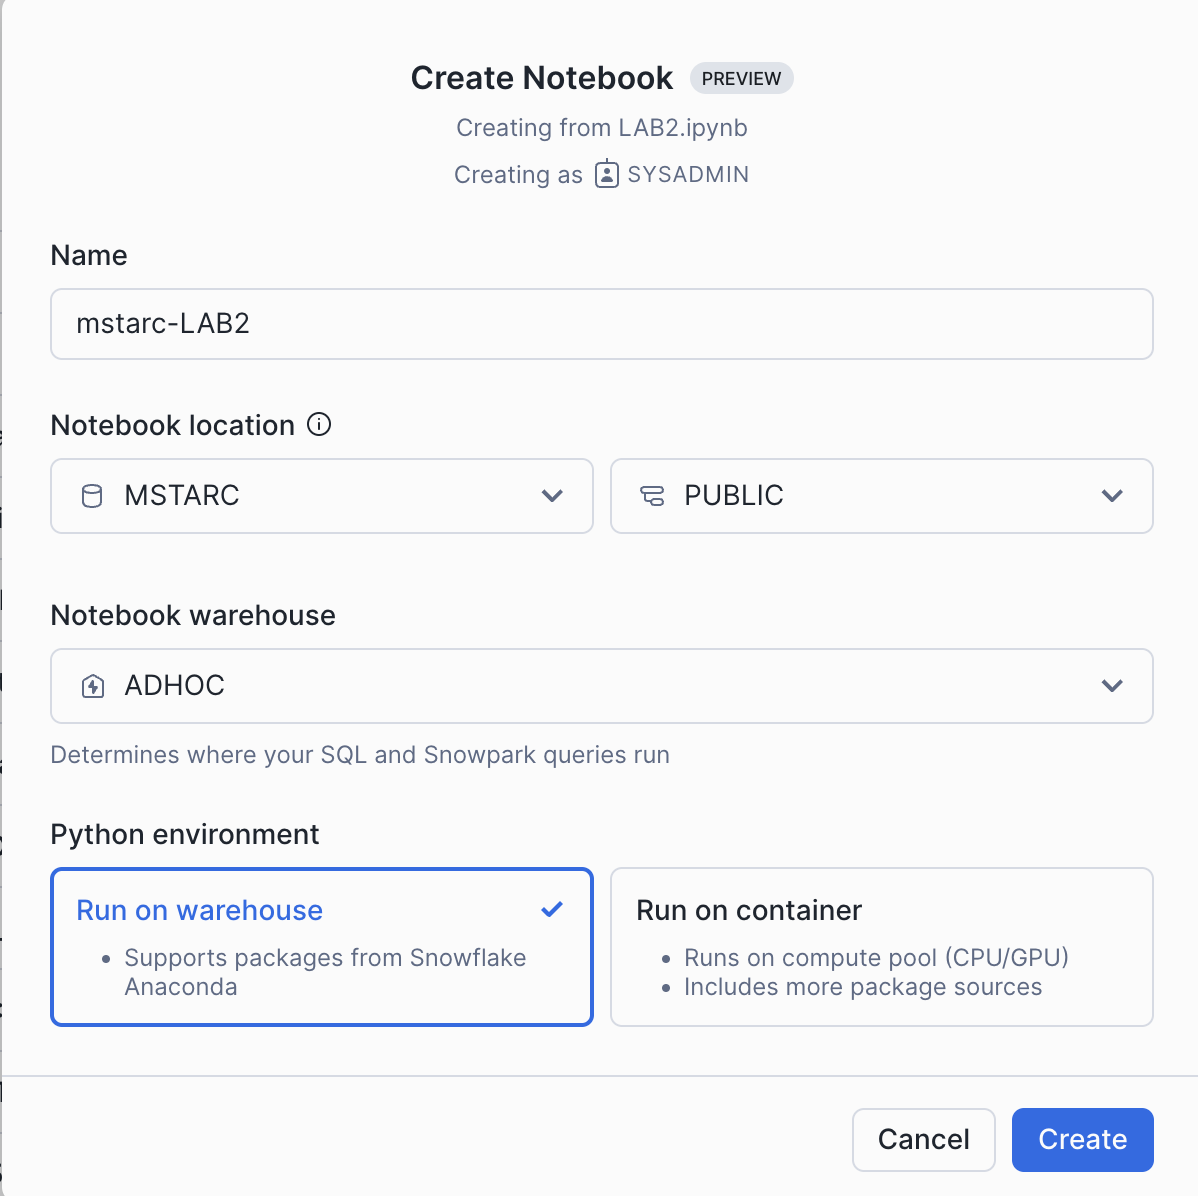 Create Notebook PREVIEW
Creating from LAB2.ipynb
Creating as SYSADMIN
Name
mstarc-LAB2
Notebook location
MSTARC PUBLIC
Notebook warehouse
ADHOC
Determines where your SQL and Snowpark queries run
Python environment
Run on warehouse
• Supports packages from Snowflake
Anaconda
Run on container
• Runs on compute pool (CPU/GPU)
• Includes more package sources
Cancel Create